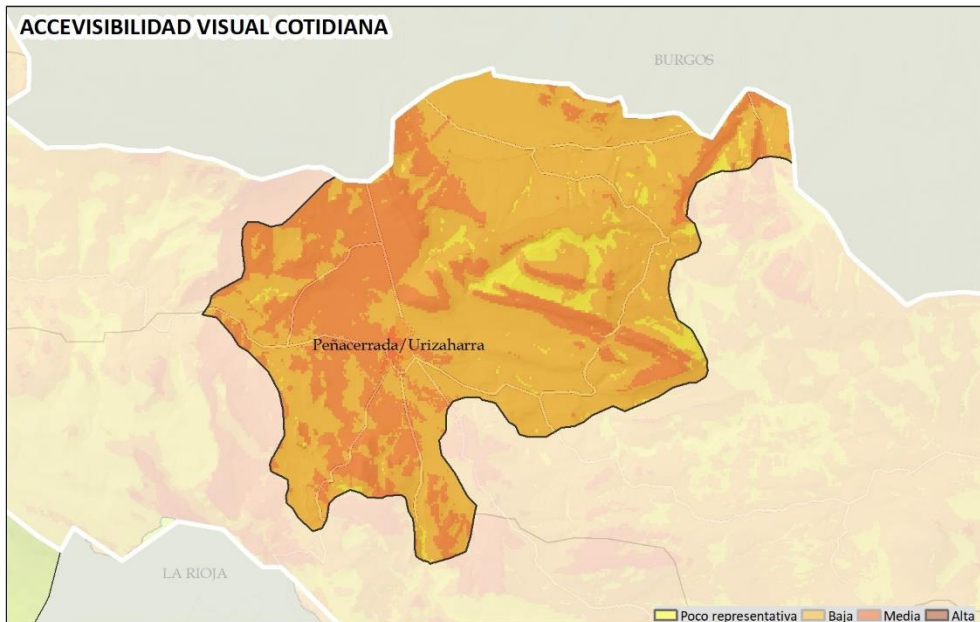 ACCEVISIBILIDAD VISUAL COTIDIANA
BURGOS
Peñacerrada/Urizaharra
LA RIOJA
Poco representativa Baja Media Alta